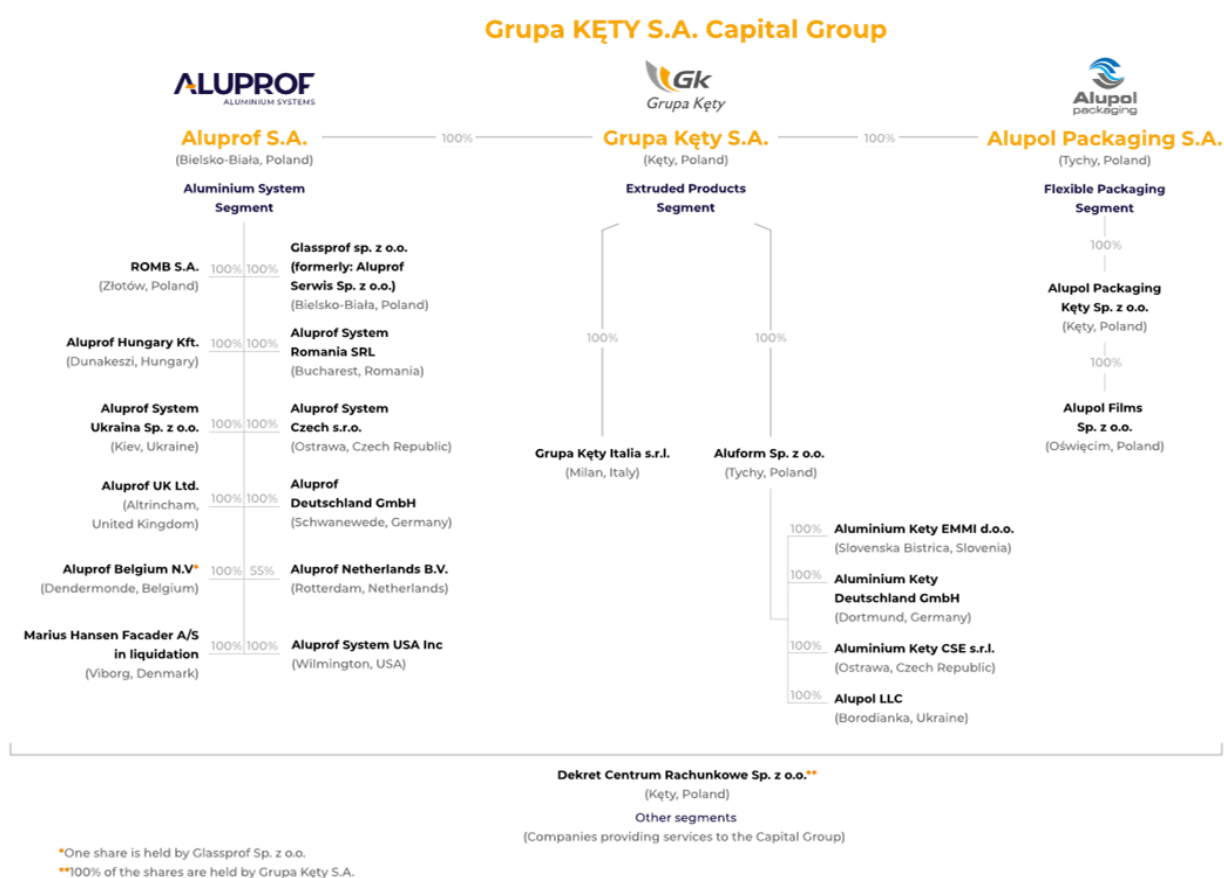 Grupa KĘTY S.A. Capital Group
ALUPROF
ALUMINIUM SYSTEMS
Gk
Grupa Kęty
Alupol
packaging
Aluprof S.A.
100%
Grupa Kęty S.A.
100%
Alupol Packaging S.A.
(Bielsko-Biała, Poland)
(Kęty, Poland)
(Tychy, Poland)
Aluminium System
Segment
Extruded Products
Segment
Flexible Packaging
Segment
ROMB S.A.
(Złotów, Poland)
100%
100%
Glassprof sp. z o.o.
(formerly: Aluprof
Serwis Sp. z o.o.)
(Bielsko-Biała, Poland)
Aluprof Hungary Kft.
(Dunakeszi, Hungary)
100%
100%
Aluprof System
Romania SRL
(Bucharest, Romania)
Aluprof System
Ukraina Sp. z o.o.
(Kiev, Ukraine)
100%
100%
Aluprof System
Czech s.r.o.
(Ostrawa, Czech Republic)
Aluprof UK Ltd.
(Altrincham,
United Kingdom)
100%
100%
Aluprof
Deutschland GmbH
(Schwanewede, Germany)
Aluprof Belgium N.V*
(Dendermonde, Belgium)
100%
55%
Aluprof Netherlands B.V.
(Rotterdam, Netherlands)
Marius Hansen Facader A/S
in liquidation
(Viborg, Denmark)
100%
100%
Aluprof System USA Inc
(Wilmington, USA)
100%
Grupa Kęty Italia s.r.l.
(Milan, Italy)
100%
Aluform Sp. z o.o.
(Tychy, Poland)
100%
Aluminium Kety EMMI d.o.o.
(Slovenska Bistrica, Slovenia)
100%
Aluminium Kety
Deutschland GmbH
(Dortmund, Germany)
100%
Aluminium Kety CSE s.r.l.
(Ostrawa, Czech Republic)
100%
Alupol LLC
(Borodianka, Ukraine)
100%
Alupol Packaging
Kęty Sp. z o.o.
(Kęty, Poland)
100%
Alupol Films
Sp. z o.o.
(Oświęcim, Poland)
Dekret Centrum Rachunkowe Sp. z o.o.**
(Kęty, Poland)
Other segments
(Companies providing services to the Capital Group)
*One share is held by Glassprof Sp. z o.o.
**100% of the shares are held by Grupa Kęty S.A.